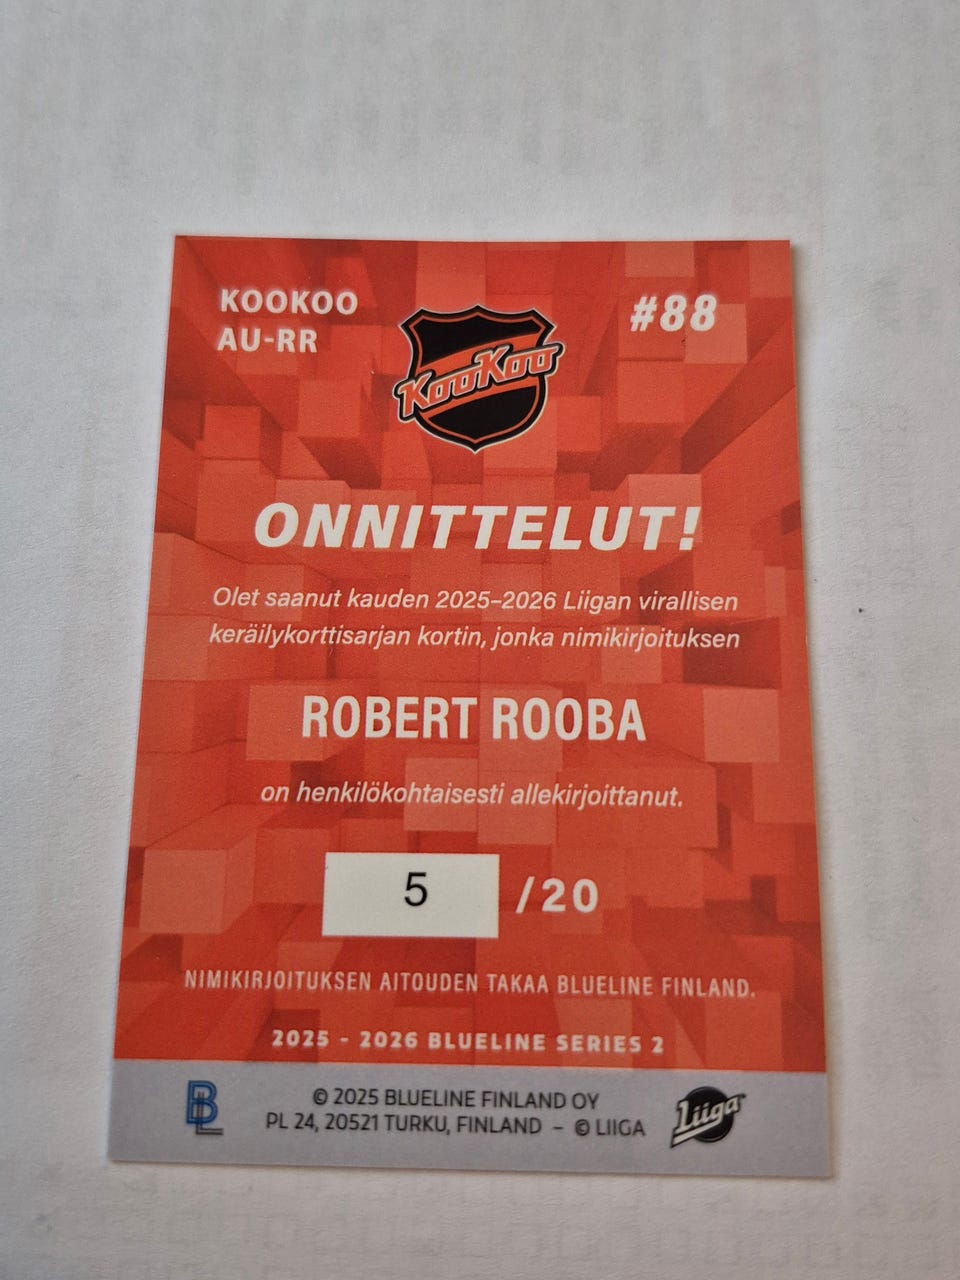 KOOKOO
AU-RR
KooKoo
#88
ONNITTELUT!
Olet saanut kauden 2025–2026 Liigan virallisen
keräilykorttisarjan kortin, jonka nimikirjoituksen
ROBERT ROOBA
on henkilökohtaisesti allekirjoittanut.
5 /20
NIMIKIRJOITUKSEN AITOUDEN TAKAA BLUELINE FINLAND.
2025 - 2026 BLUELINE SERIES 2
BL
© 2025 BLUELINE FINLAND OY
PL 24, 20521 TURKU, FINLAND – © LIIGA
Liiga